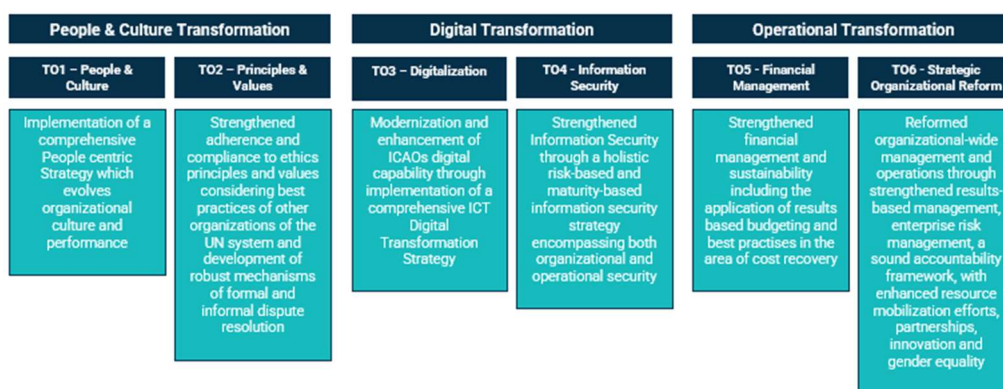 People & Culture Transformation
TO1 – People &
Culture
Implementation of a
comprehensive
People centric
Strategy which
evolves
organizational
culture and
performance
TO2 – Principles &
Values
Strengthened
adherence and
compliance to ethics
principles and values
considering best
practices of other
organizations of the
UN system and
development of
robust mechanisms
of formal and
informal dispute
resolution
Digital Transformation
TO3 – Digitalization
Modernization and
enhancement of
ICAOs digital
capability through
implementation of a
comprehensive ICT
Digital
Transformation
Strategy
TO4 - Information
Security
Strengthened
Information Security
through a holistic
risk-based and
maturity-based
information security
strategy
encompassing both
organizational and
operational security
Operational Transformation
TO5 - Financial
Management
Strengthened
financial
management and
sustainability
including the
application of results
based budgeting and
best practises in the
area of cost recovery
TO6 - Strategic
Organizational Reform
Reformed
organizational-wide
management and
operations through
strengthened results-
based management,
enterprise risk
management, a
sound accountability
framework, with
enhanced resource
mobilization efforts,
partnerships,
innovation and
gender equality